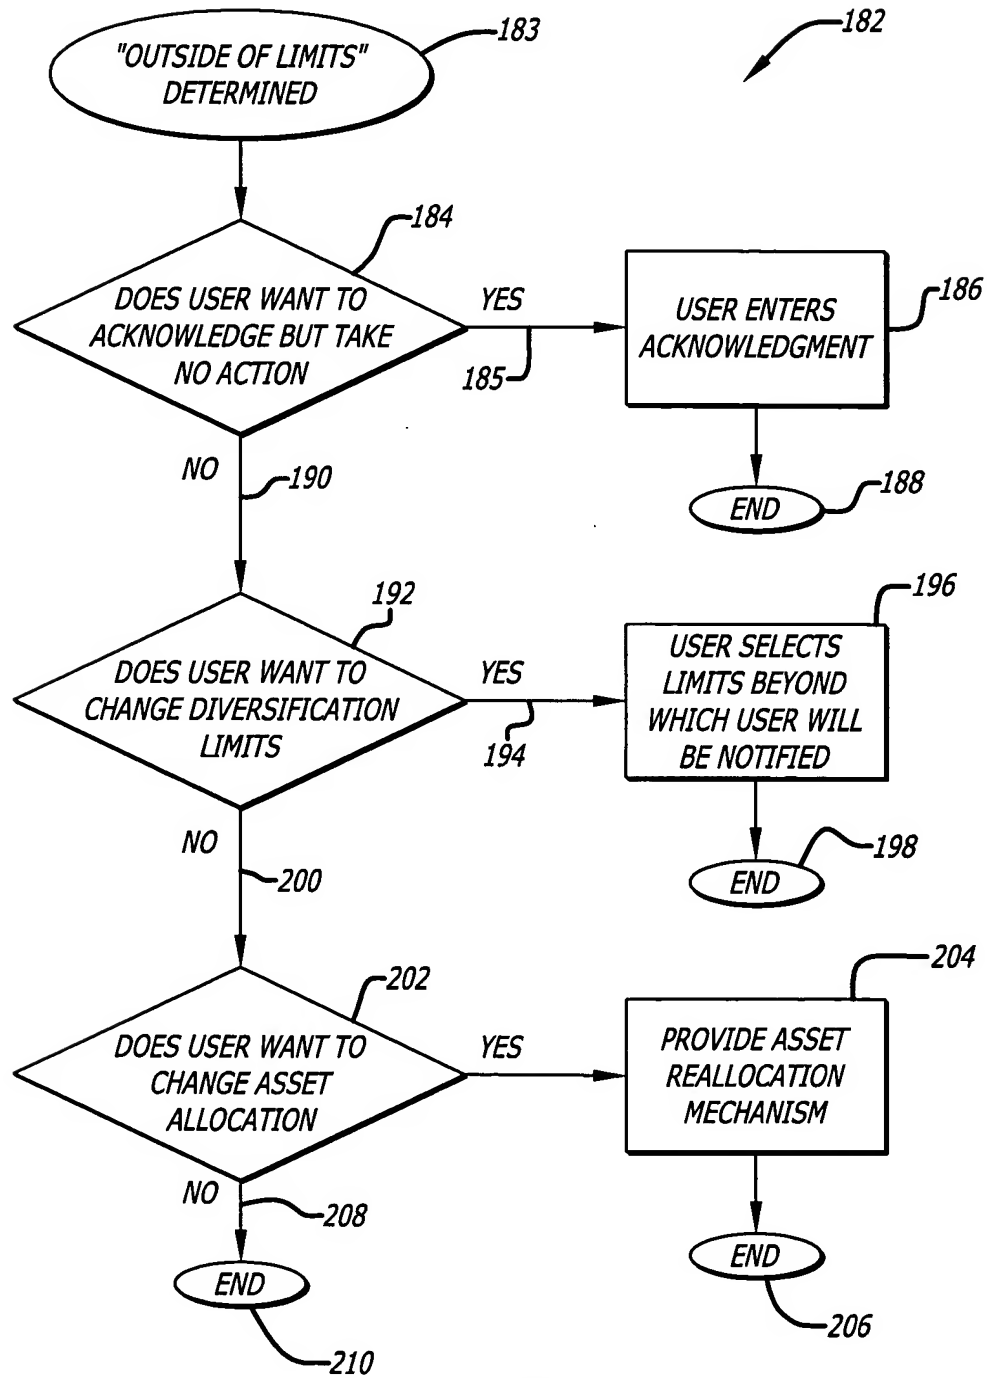 "OUTSIDE OF LIMITS"
DETERMINED
183
182
184
DOES USER WANT TO
ACKNOWLEDGE BUT TAKE
NO ACTION
YES
185
USER ENTERS
ACKNOWLEDGMENT
186
NO
190
END
188
192
DOES USER WANT TO
CHANGE DIVERSIFICATION
LIMITS
YES
194
196
USER SELECTS
LIMITS BEYOND
WHICH USER WILL
BE NOTIFIED
NO
200
END
198
202
DOES USER WANT TO
CHANGE ASSET
ALLOCATION
YES
204
PROVIDE ASSET
REALLOCATION
MECHANISM
NO
208
END
210
END
206